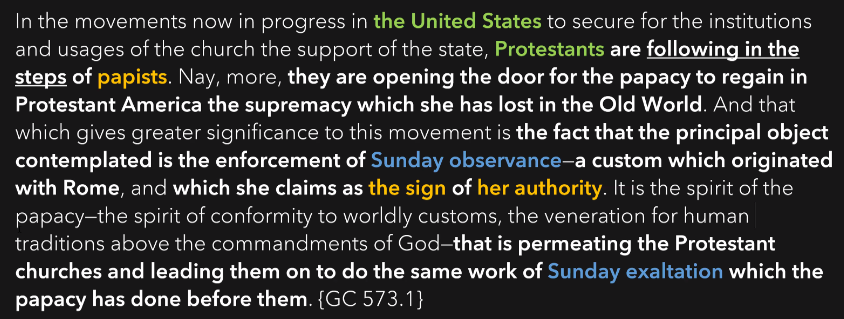 In the movements now in progress in the United States to secure for the institutions
and usages of the church the support of the state, Protestants are following in the
steps of papists. Nay, more, they are opening the door for the papacy to regain in
Protestant America the supremacy which she has lost in the Old World. And that
which gives greater significance to this movement is the fact that the principal object
contemplated is the enforcement of Sunday observance—a custom which originated
with Rome, and which she claims as the sign of her authority. It is the spirit of the
papacy—the spirit of conformity to worldly customs, the veneration for human
traditions above the commandments of God—that is permeating the Protestant
churches and leading them on to do the same work of Sunday exaltation which the
papacy has done before them. {GC 573.1}